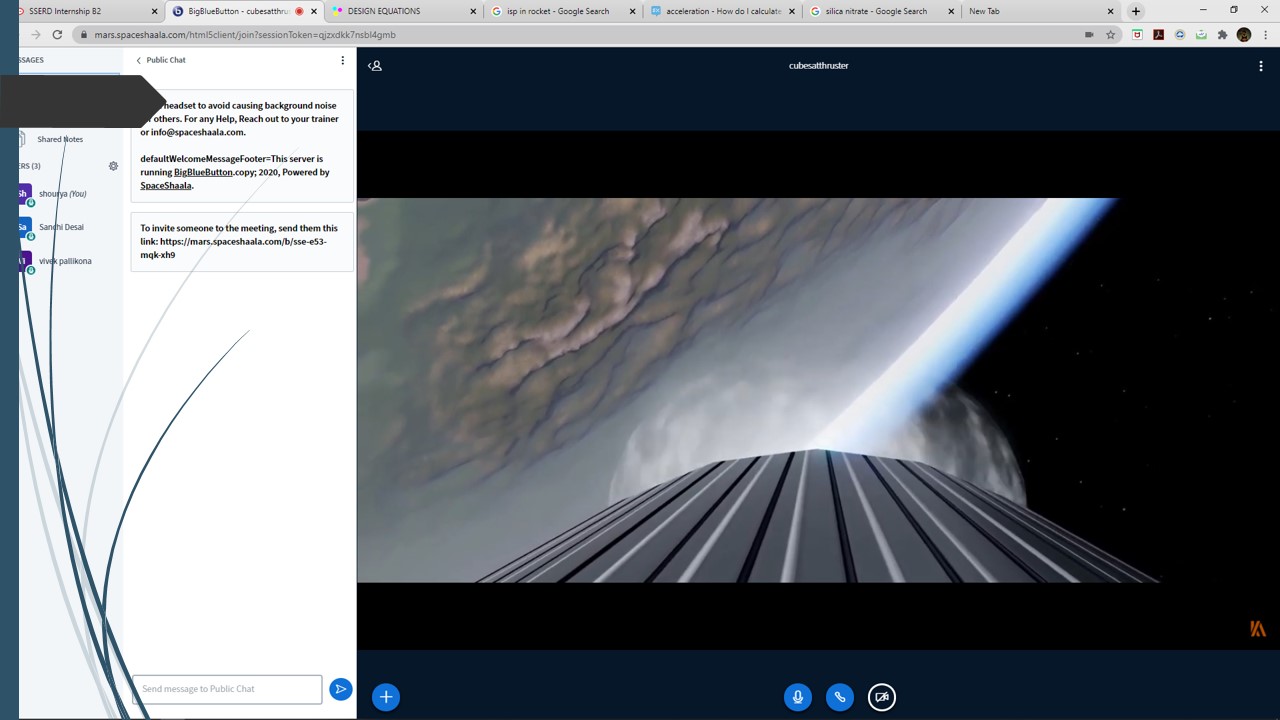 SSERD Internship B2
BigBlueButton - cubesatthrus
DESIGN EQUATIONS
isp in rocket - Google Search
acceleration - How do I calculate
silica nitrate - Google Search
New Tab
mars.spaceshaala.com/html5client/join?sessionToken=qjzxdkk7nsbl4gmb
SSAGES
Shared Notes
ERS (3)
Sh
shourya (You)
Sa
Sanchi Desai
vivek pallikona
Public Chat
headset to avoid causing background noise
others. For any Help, Reach out to your trainer
or info@spaceshaala.com.
defaultWelcomeMessageFooter=This server is
running BigBlueButton.copy; 2020, Powered by
SpaceShaala.
To invite someone to the meeting, send them this
link: https://mars.spaceshaala.com/b/sse-e53-
mqk-xh9
Send message to Public Chat
cubesatthruster